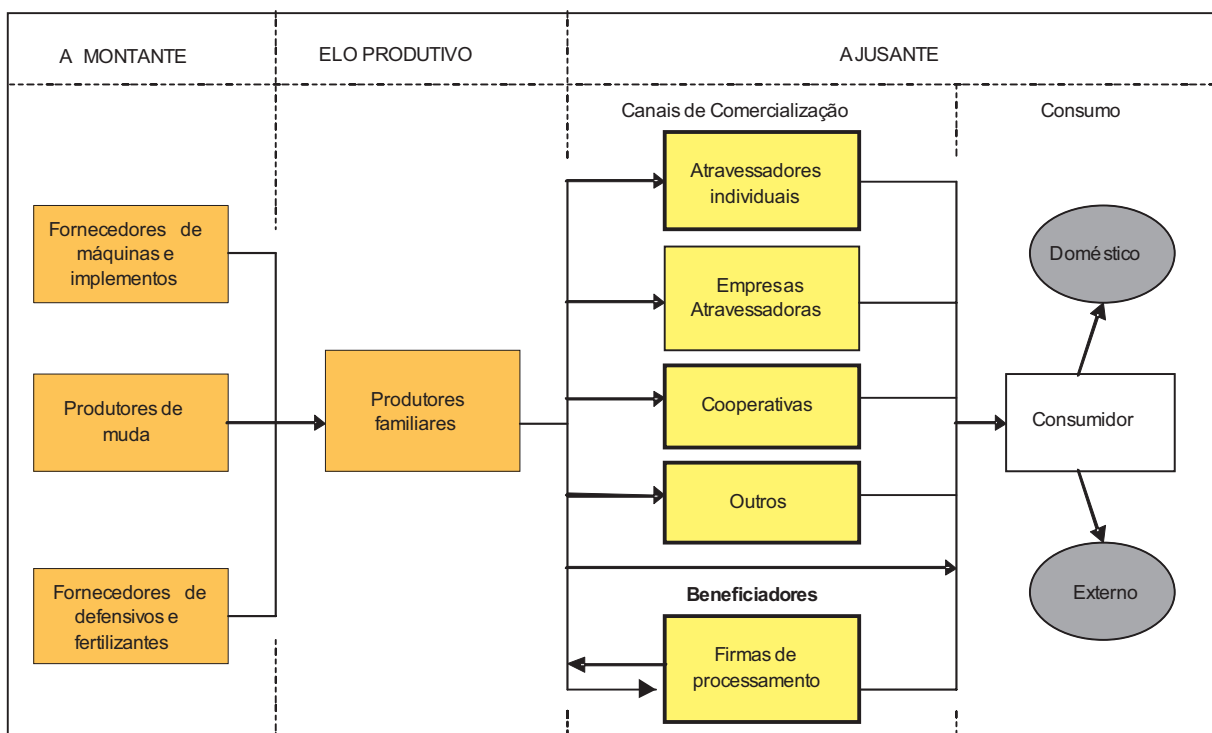 A MONTANTE
ELO PRODUTIVO
AJUSANTE
Canais de Comercialização
Consumo
Fornecedores de
máquinas e
implementos
Produtores de
muda
Fornecedores de
defensivos e
fertilizantes
Produtores
familiares
Atravessadores
individuais
Empresas
Atravessadoras
Cooperativas
Outros
Beneficiadores
Firmas de
processamento
Doméstico
Consumidor
Externo